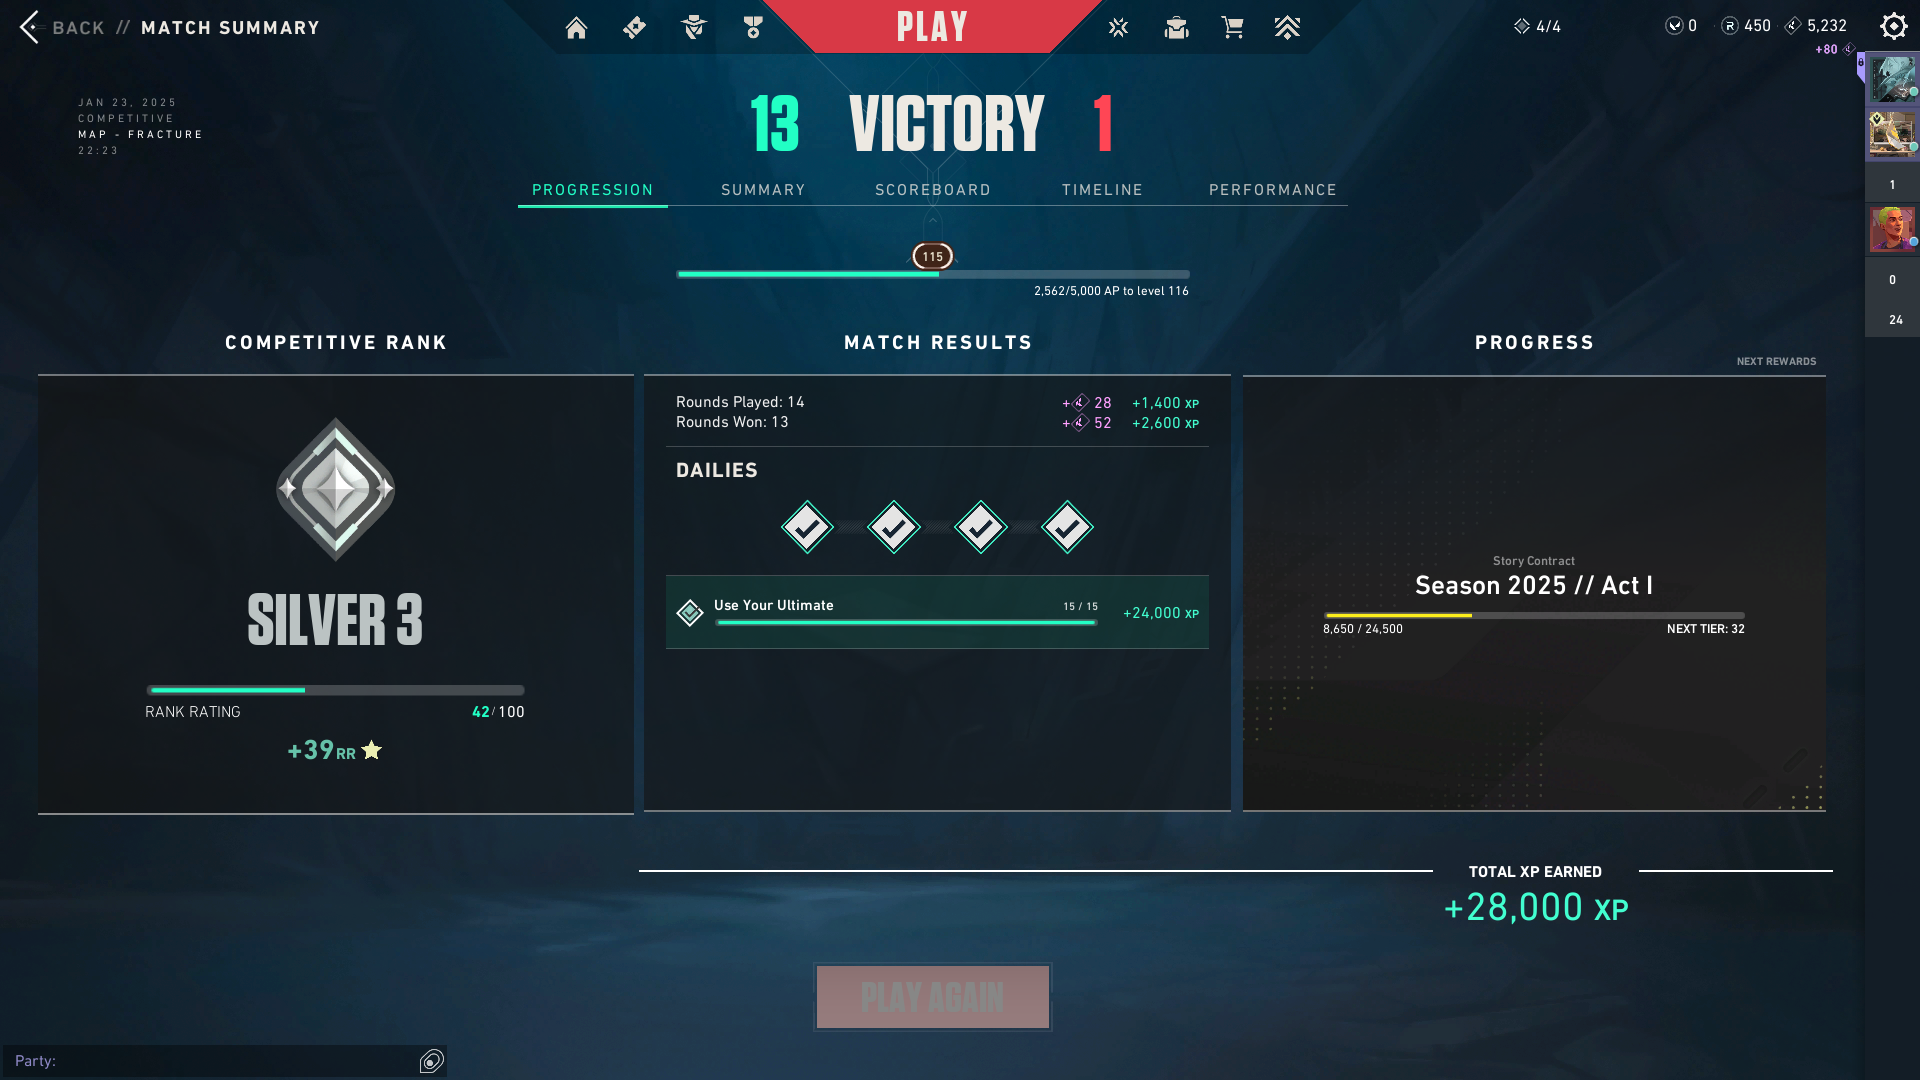 BACK // MATCH SUMMARY
PLAY
4/4
0
R 450
5,232
+80
JAN 23, 2025
COMPETITIVE
MAP - FRACTURE
22:23
13 VICTORY 1
PROGRESSION
SUMMARY
SCOREBOARD
TIMELINE
PERFORMANCE
115
2,562/5,000 AP to level 116
1
0
24
COMPETITIVE RANK
SILVER 3
RANK RATING
42/100
+39 RR
MATCH RESULTS
Rounds Played: 14 + 28 +1,400 XP
Rounds Won: 13 + 52 +2,600 XP
DAILIES
Use Your Ultimate 15 / 15 +24,000 XP
PROGRESS
NEXT REWARDS
Story Contract
Season 2025 // Act I
8,650 / 24,500
NEXT TIER: 32
TOTAL XP EARNED
+28,000 XP
PLAY AGAIN
Party: